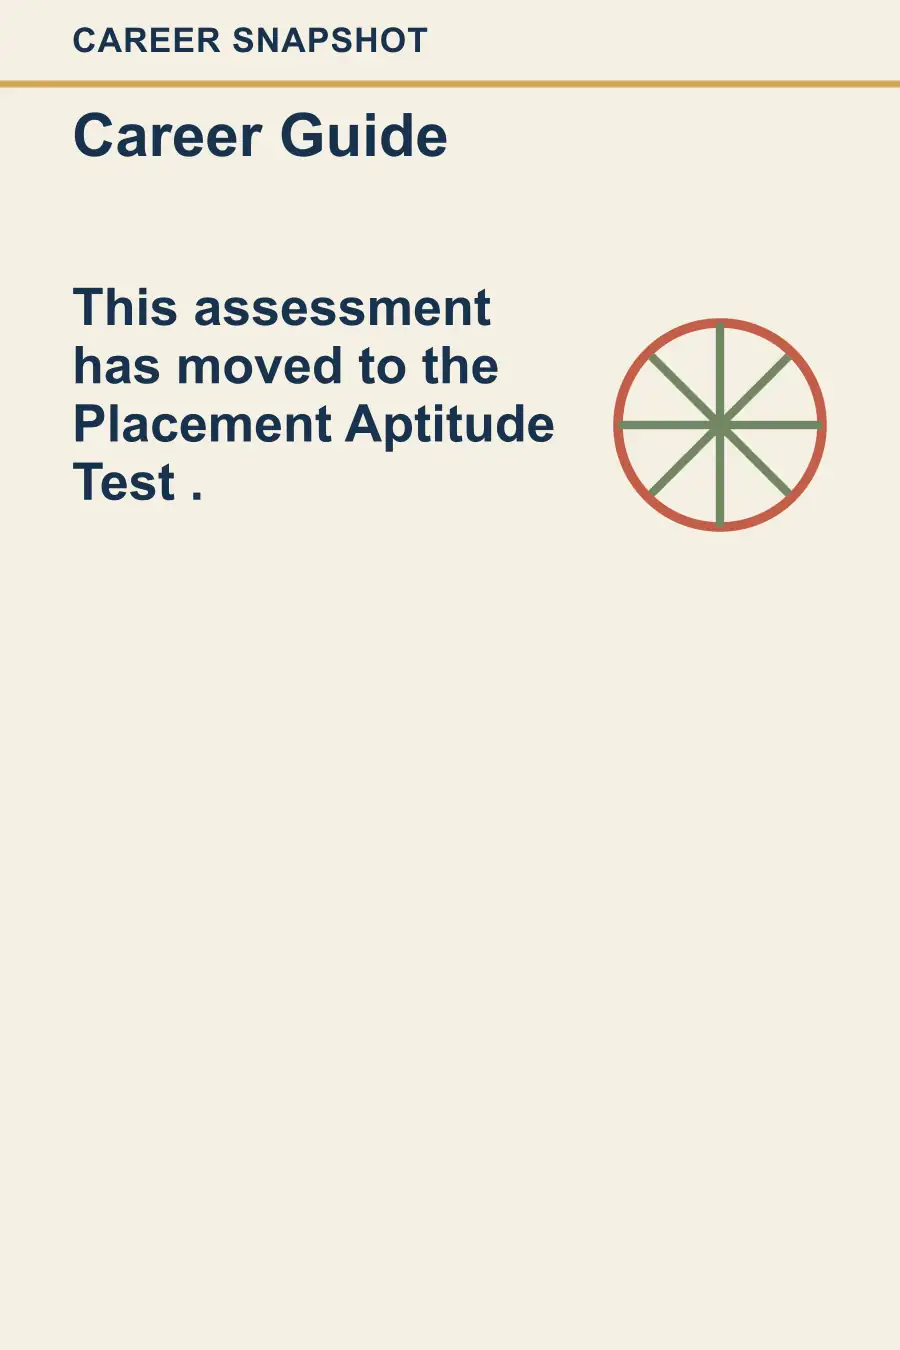 CAREER SNAPSHOT
Career Guide
This assessment
has moved to the
Placement Aptitude
Test .